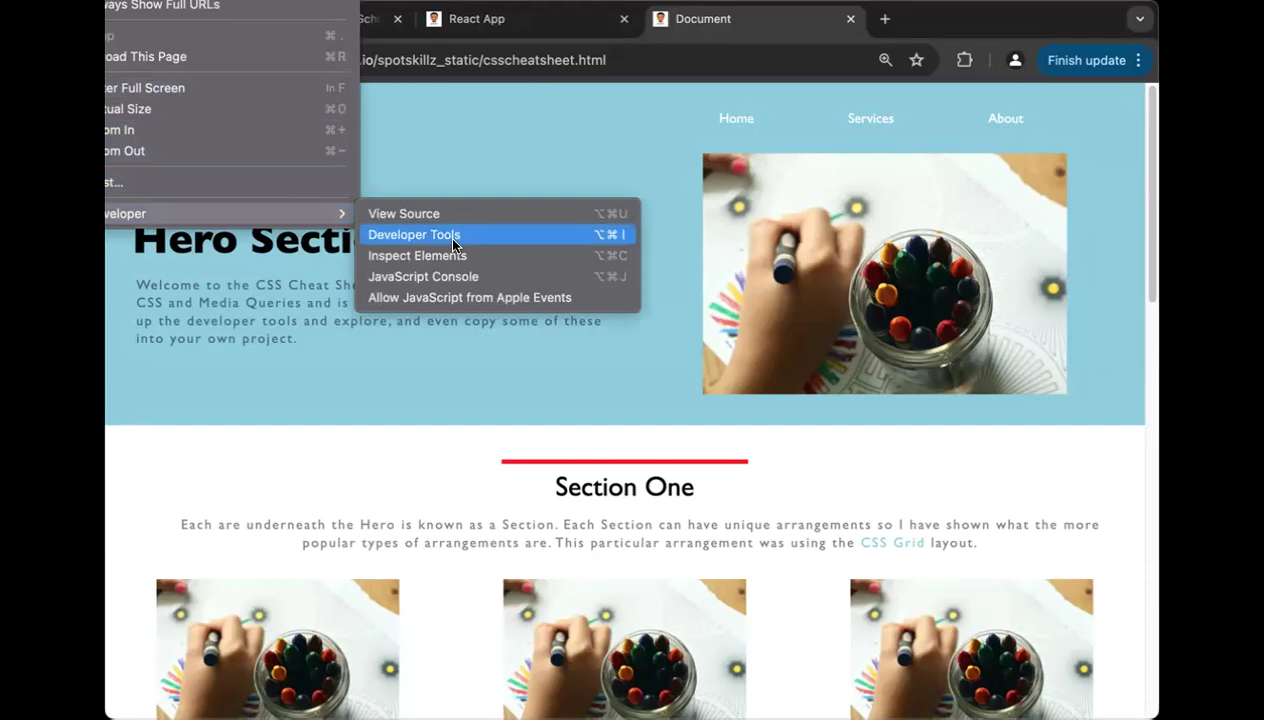 ways Show Full URLs
React App
Document
.io/spotskillz_static/csscheatsheet.html
Finish update
⌘ .
oad This Page ⌘ R
er Full Screen ln F
tual Size ⌘ 0
om In ⌘ +
om Out ⌘ −
st...
veloper
View Source ⌥ ⌘ U
Developer Tools ⌥ ⌘ I
Inspect Elements ⌥ ⌘ C
JavaScript Console ⌥ ⌘ J
Allow JavaScript from Apple Events
Home Services About
Hero Secti
Welcome to the CSS Cheat Sh
CSS and Media Queries and is
up the developer tools and explore, and even copy some of these
into your own project.
Section One
Each are underneath the Hero is known as a Section. Each Section can have unique arrangements so I have shown what the more
popular types of arrangements are. This particular arrangement was using the CSS Grid layout.